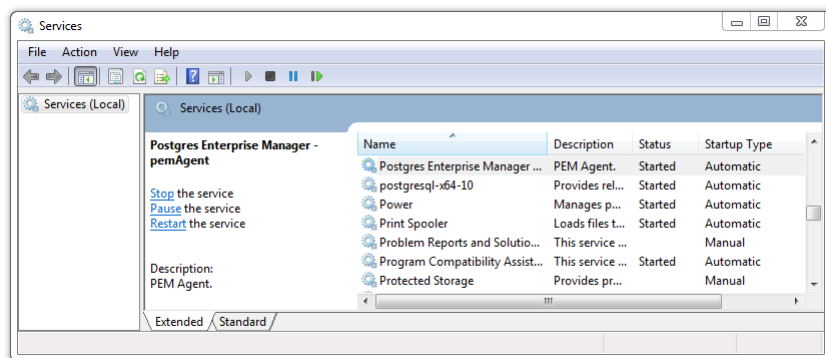 Services
File Action View Help
Services (Local)
Services (Local)
Postgres Enterprise Manager -
pemAgent
Stop the service
Pause the service
Restart the service
Description:
PEM Agent.
Name Description Status Startup Type
Postgres Enterprise Manager ... PEM Agent. Started Automatic
postgresql-x64-10 Provides rel... Started Automatic
Power Manages p... Started Automatic
Print Spooler Loads files t... Started Automatic
Problem Reports and Solutio... This service ... Manual
Program Compatibility Assist... This service ... Started Automatic
Protected Storage Provides pr... Manual
Extended Standard